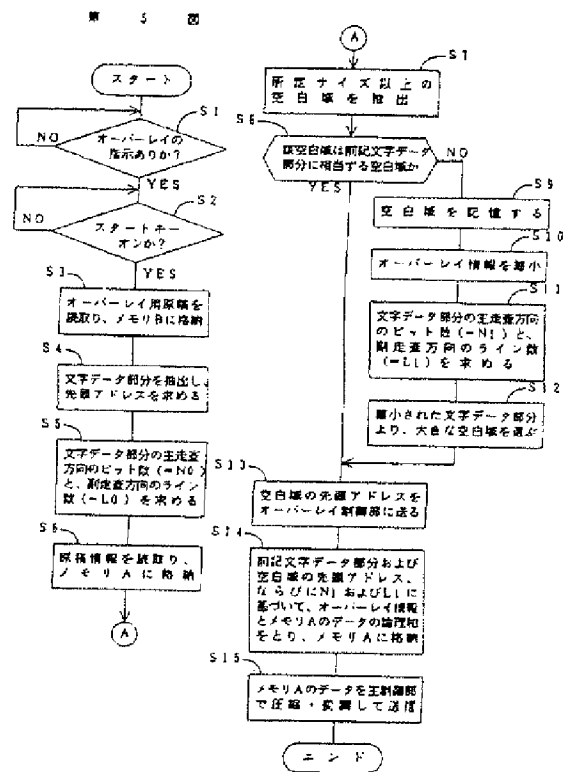 第 5 図
スタート
S1
オーバーレイの
指示ありか?
NO
YES
S2
スタートキー
オンか?
NO
YES
S3
オーバーレイ用原稿を
読取り、メモリBに格納
S4
文字データ部分を抽出し、
先頭アドレスを求める
S5
文字データ部分の主走査
方向のビット数(=N0)
と、副走査方向のライン
数(=L0)を求める
S6
原稿情報を読取り、
メモリAに格納
A
A
S7
所定サイズ以上の
空白域を抽出
S8
該空白域は前記文字データ
部分に相当する空白域か
NO
YES
S9
空白域を記憶する
S10
オーバーレイ情報を縮小
S11
文字データ部分の主走査方向
のビット数(=N1)と、
副走査方向のライン数
(=L1)を求める
S12
縮小された文字データ部分
より、大きな空白域を選ぶ
S13
空白域の先頭アドレスを
オーバーレイ制御部に送る
S14
前記文字データ部分および
空白域の先頭アドレス、
ならびにN1およびL1に
基づいて、オーバーレイ情報
とメモリAのデータの論理和
をとり、メモリAに格納
S15
メモリAのデータを主制御部
で圧縮・変調して送信
エンド